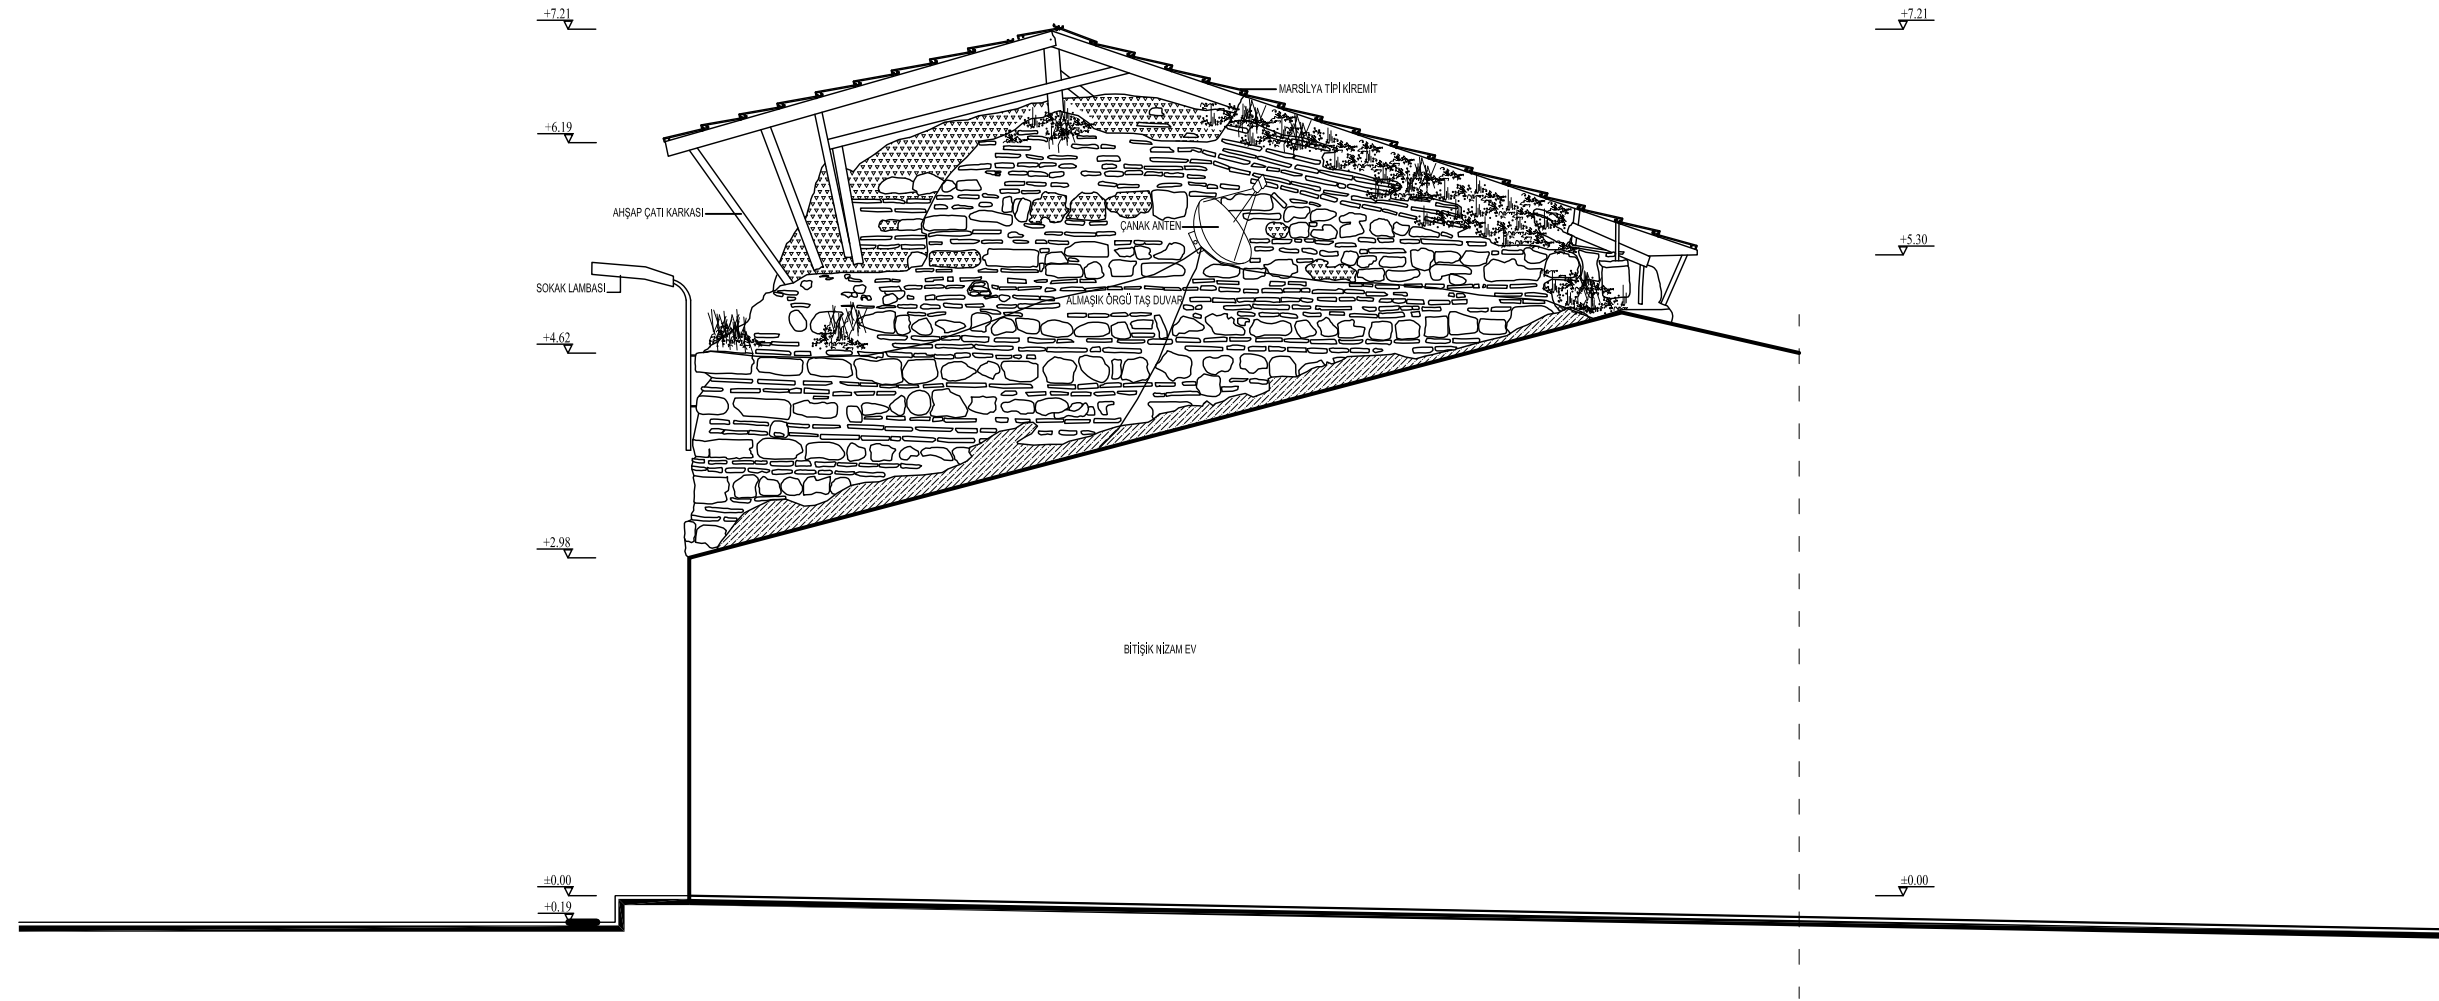 +7.21
+7.21
MARSİLYA TİPİ KİREMİT
+6.19
AHŞAP ÇATI KARKASI
ÇANAK ANTEN
+5.30
SOKAK LAMBASI
ALMAŞIK ÖRGÜ TAŞ DUVAR
+4.62
+2.98
BİTİŞİK NİZAM EV
±0.00
±0.00
+0.19